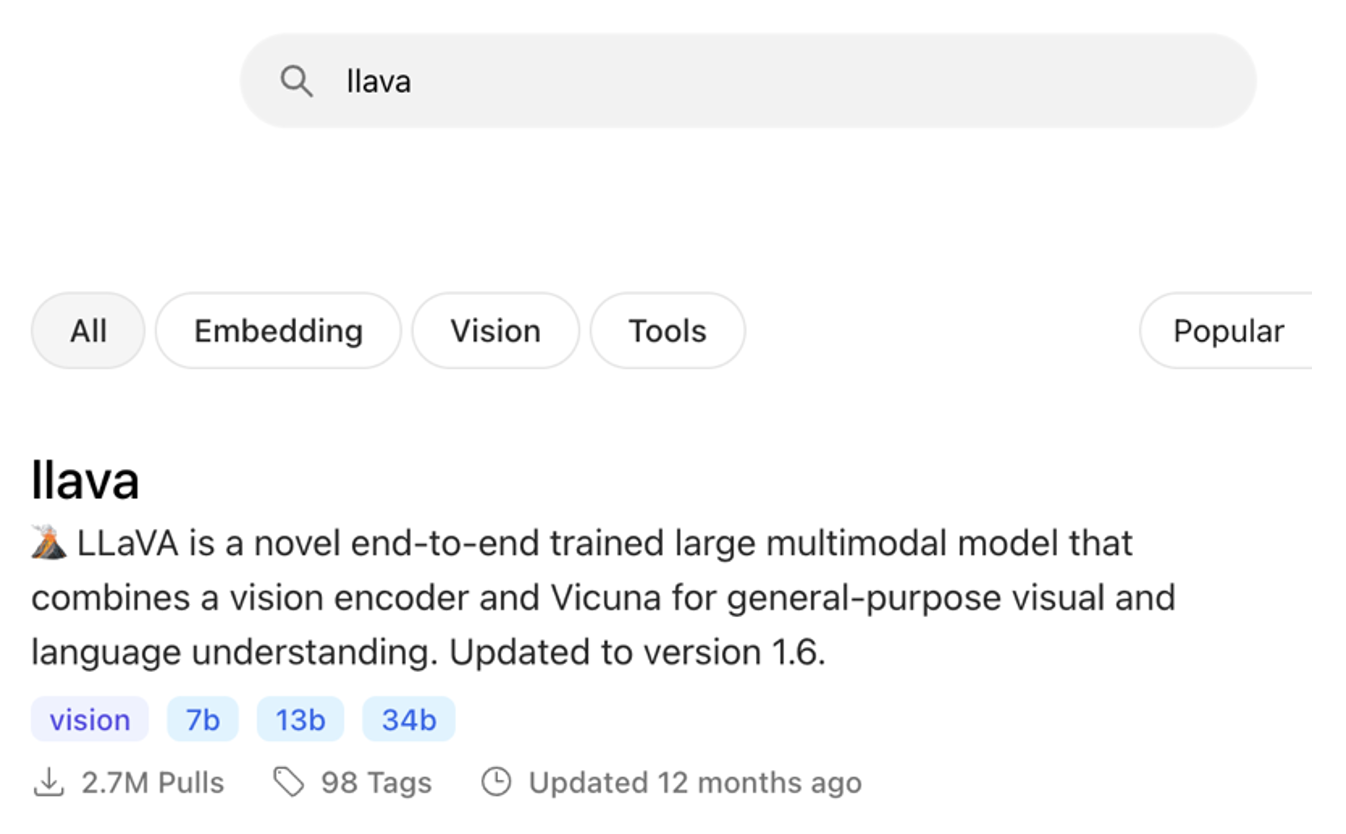 llava
All Embedding Vision Tools Popular
llava
🌋 LLaVA is a novel end-to-end trained large multimodal model that
combines a vision encoder and Vicuna for general-purpose visual and
language understanding. Updated to version 1.6.
vision 7b 13b 34b
2.7M Pulls 98 Tags Updated 12 months ago